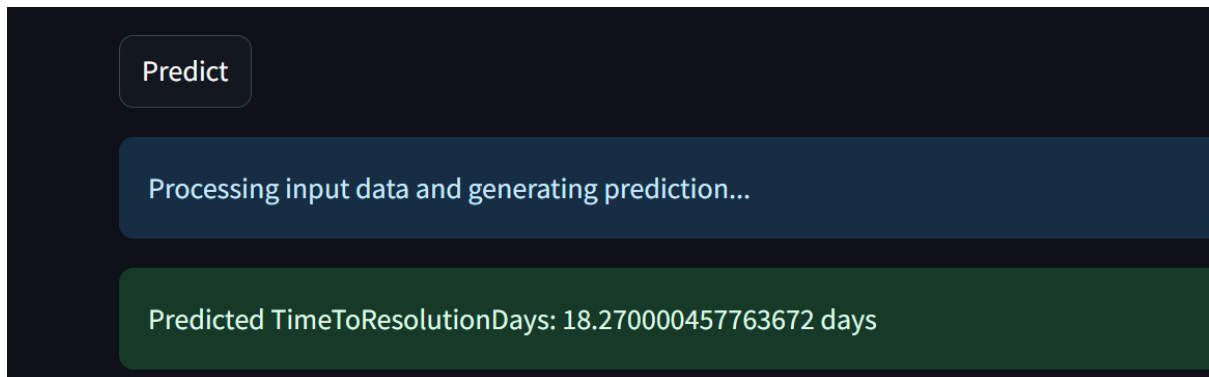 Predict
Processing input data and generating prediction...
Predicted TimeToResolutionDays: 18.270000457763672 days